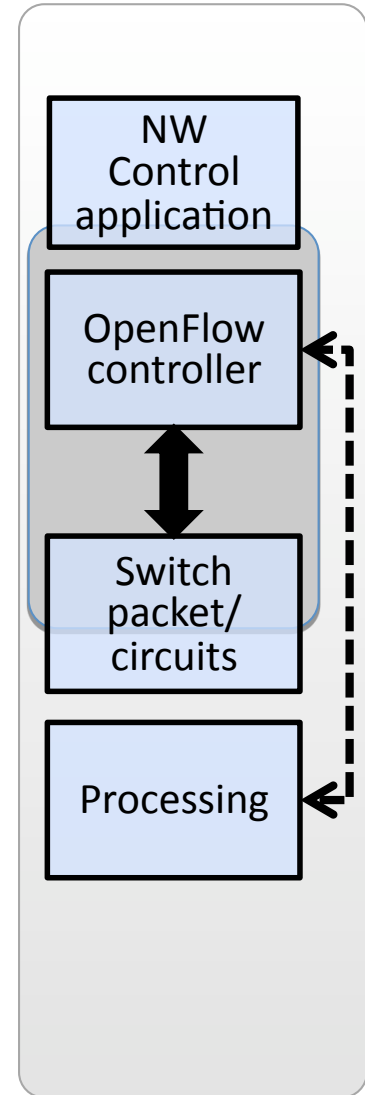 NW
Control
application
OpenFlow
controller
Switch
packet/
circuits
Processing